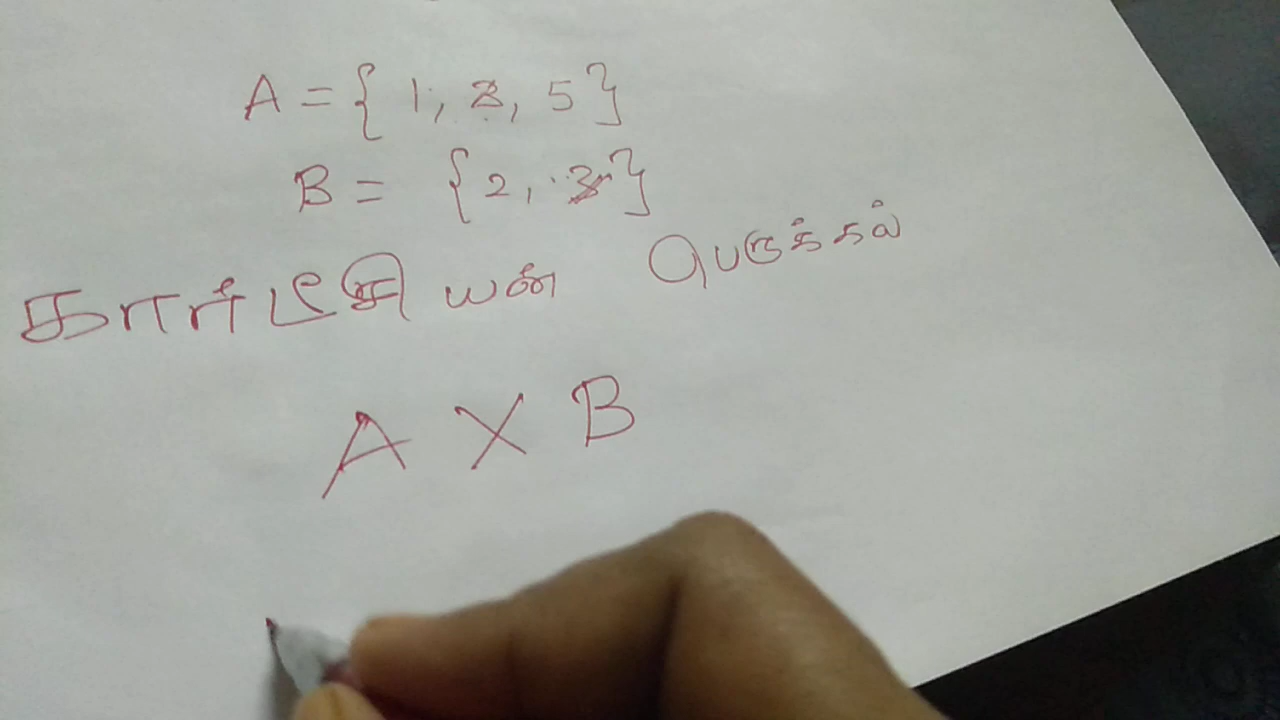 A = { 1, 3, 5 }
B = { 2, 3 }
கார்டீசியன் பெருக்கல்
A X B